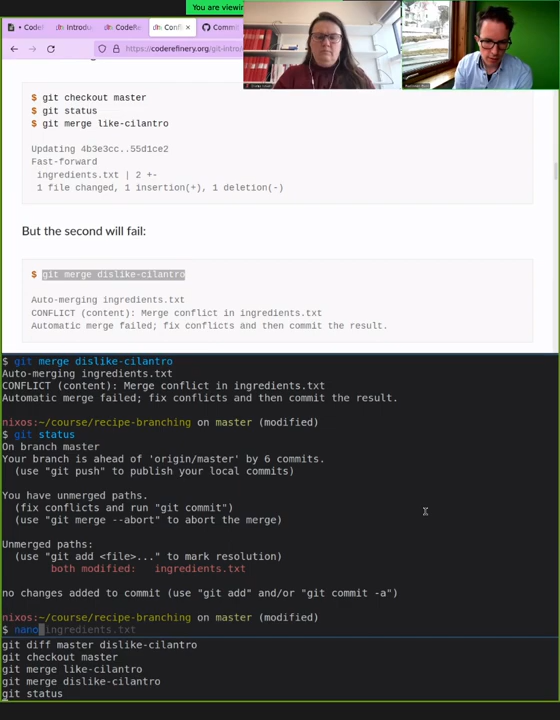 You are viewin
Code
Introdu
CodeRe
Confl
Commit
https://coderefinery.org/git-intro/
$ git checkout master
$ git status
$ git merge like-cilantro
Updating 4b3e3cc..55d1ce2
Fast-forward
ingredients.txt | 2 +-
1 file changed, 1 insertion(+), 1 deletion(-)
But the second will fail:
$ git merge dislike-cilantro
Auto-merging ingredients.txt
CONFLICT (content): Merge conflict in ingredients.txt
Automatic merge failed; fix conflicts and then commit the result.
$ git merge dislike-cilantro
Auto-merging ingredients.txt
CONFLICT (content): Merge conflict in ingredients.txt
Automatic merge failed; fix conflicts and then commit the result.
nixos:~/course/recipe-branching on master (modified)
$ git status
On branch master
Your branch is ahead of 'origin/master' by 6 commits.
(use "git push" to publish your local commits)
You have unmerged paths.
(fix conflicts and run "git commit")
(use "git merge --abort" to abort the merge)
Unmerged paths:
(use "git add <file>..." to mark resolution)
both modified: ingredients.txt
no changes added to commit (use "git add" and/or "git commit -a")
nixos:~/course/recipe-branching on master (modified)
$ nano ingredients.txt
git diff master dislike-cilantro
git checkout master
git merge like-cilantro
git merge dislike-cilantro
git status